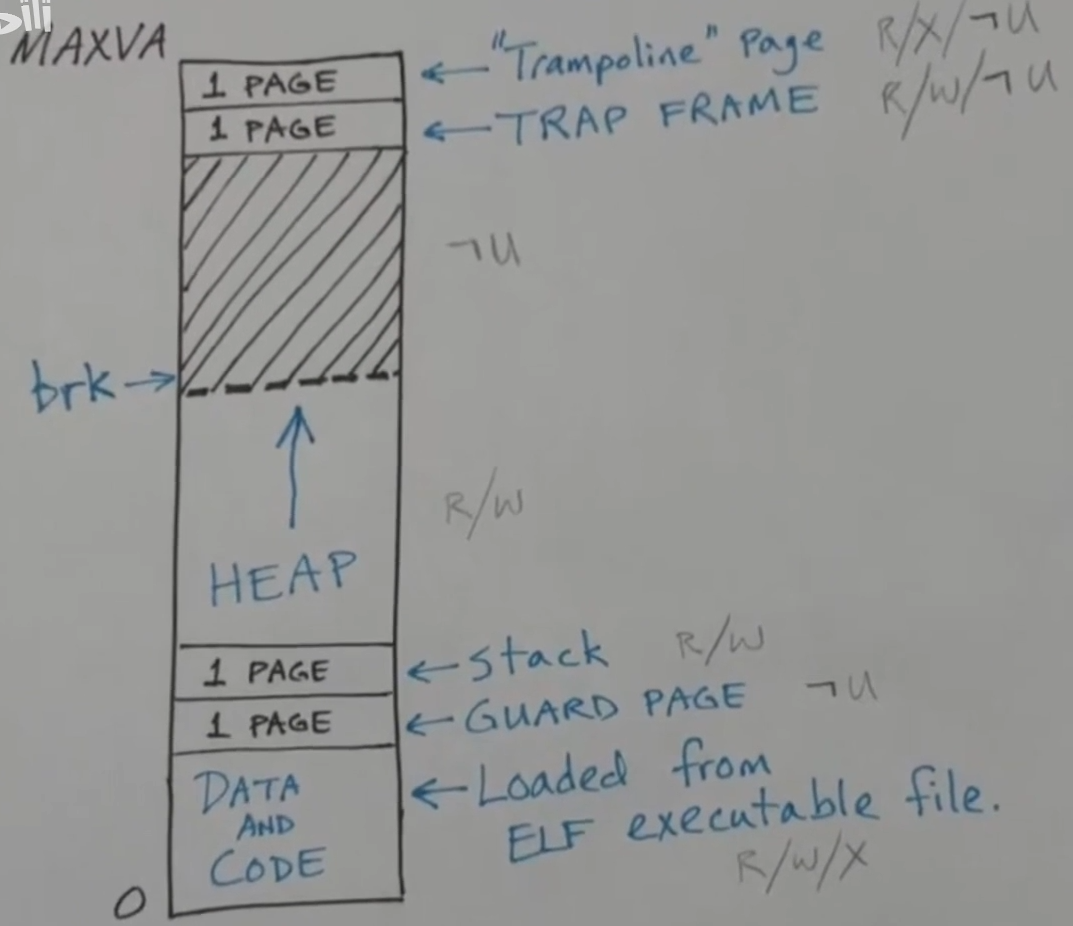 MAXVA
1 PAGE ← "Trampoline" Page R/X/¬U
1 PAGE ← TRAP FRAME R/W/¬U
¬U
brk →
R/W
HEAP
1 PAGE ← Stack R/W
1 PAGE ← GUARD PAGE ¬U
DATA ← Loaded from
AND ELF executable file.
CODE R/W/X
0